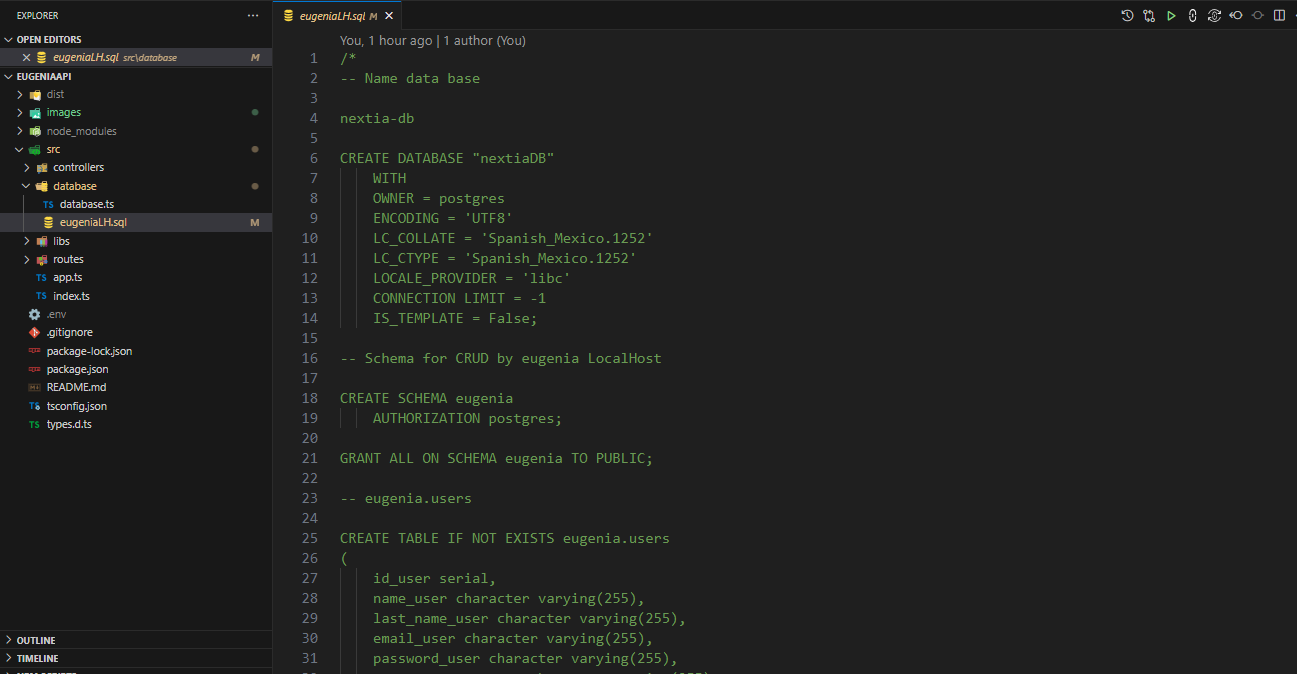 EXPLORER
OPEN EDITORS
eugeniaLH.sql src\database M
EUGENIAAPI
dist
images
node_modules
src
controllers
database
database.ts
eugeniaLH.sql M
libs
routes
app.ts
index.ts
.env
.gitignore
package-lock.json
package.json
README.md
tsconfig.json
types.d.ts
OUTLINE
TIMELINE
eugeniaLH.sql M
You, 1 hour ago | 1 author (You)
1 /*
2 -- Name data base
3
4 nextia-db
5
6 CREATE DATABASE "nextiaDB"
7 WITH
8 OWNER = postgres
9 ENCODING = 'UTF8'
10 LC_COLLATE = 'Spanish_Mexico.1252'
11 LC_CTYPE = 'Spanish_Mexico.1252'
12 LOCALE_PROVIDER = 'libc'
13 CONNECTION LIMIT = -1
14 IS_TEMPLATE = False;
15
16 -- Schema for CRUD by eugenia LocalHost
17
18 CREATE SCHEMA eugenia
19 AUTHORIZATION postgres;
20
21 GRANT ALL ON SCHEMA eugenia TO PUBLIC;
22
23 -- eugenia.users
24
25 CREATE TABLE IF NOT EXISTS eugenia.users
26 (
27 id_user serial,
28 name_user character varying(255),
29 last_name_user character varying(255),
30 email_user character varying(255),
31 password_user character varying(255),